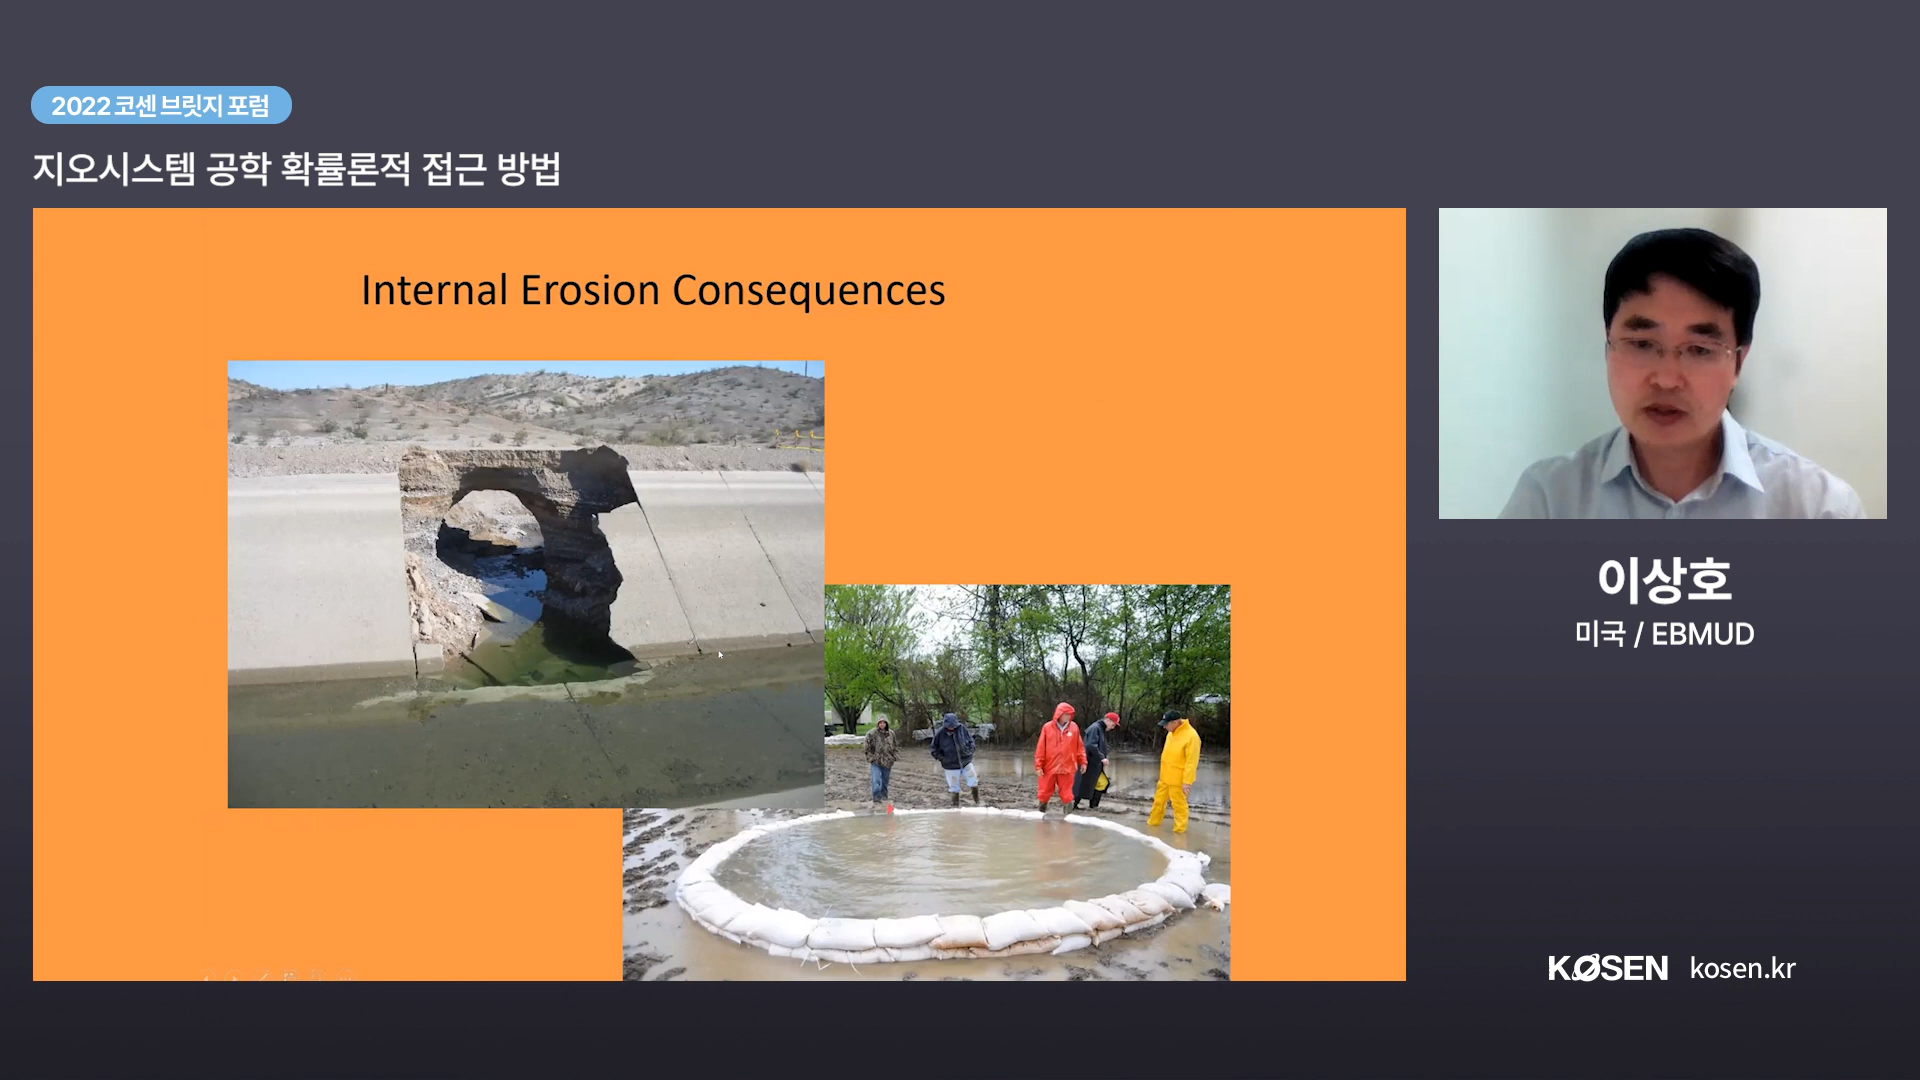 2022 코센 브릿지 포럼
지오시스템 공학 확률론적 접근 방법
Internal Erosion Consequences
이상호
미국 / EBMUD
KOSEN kosen.kr